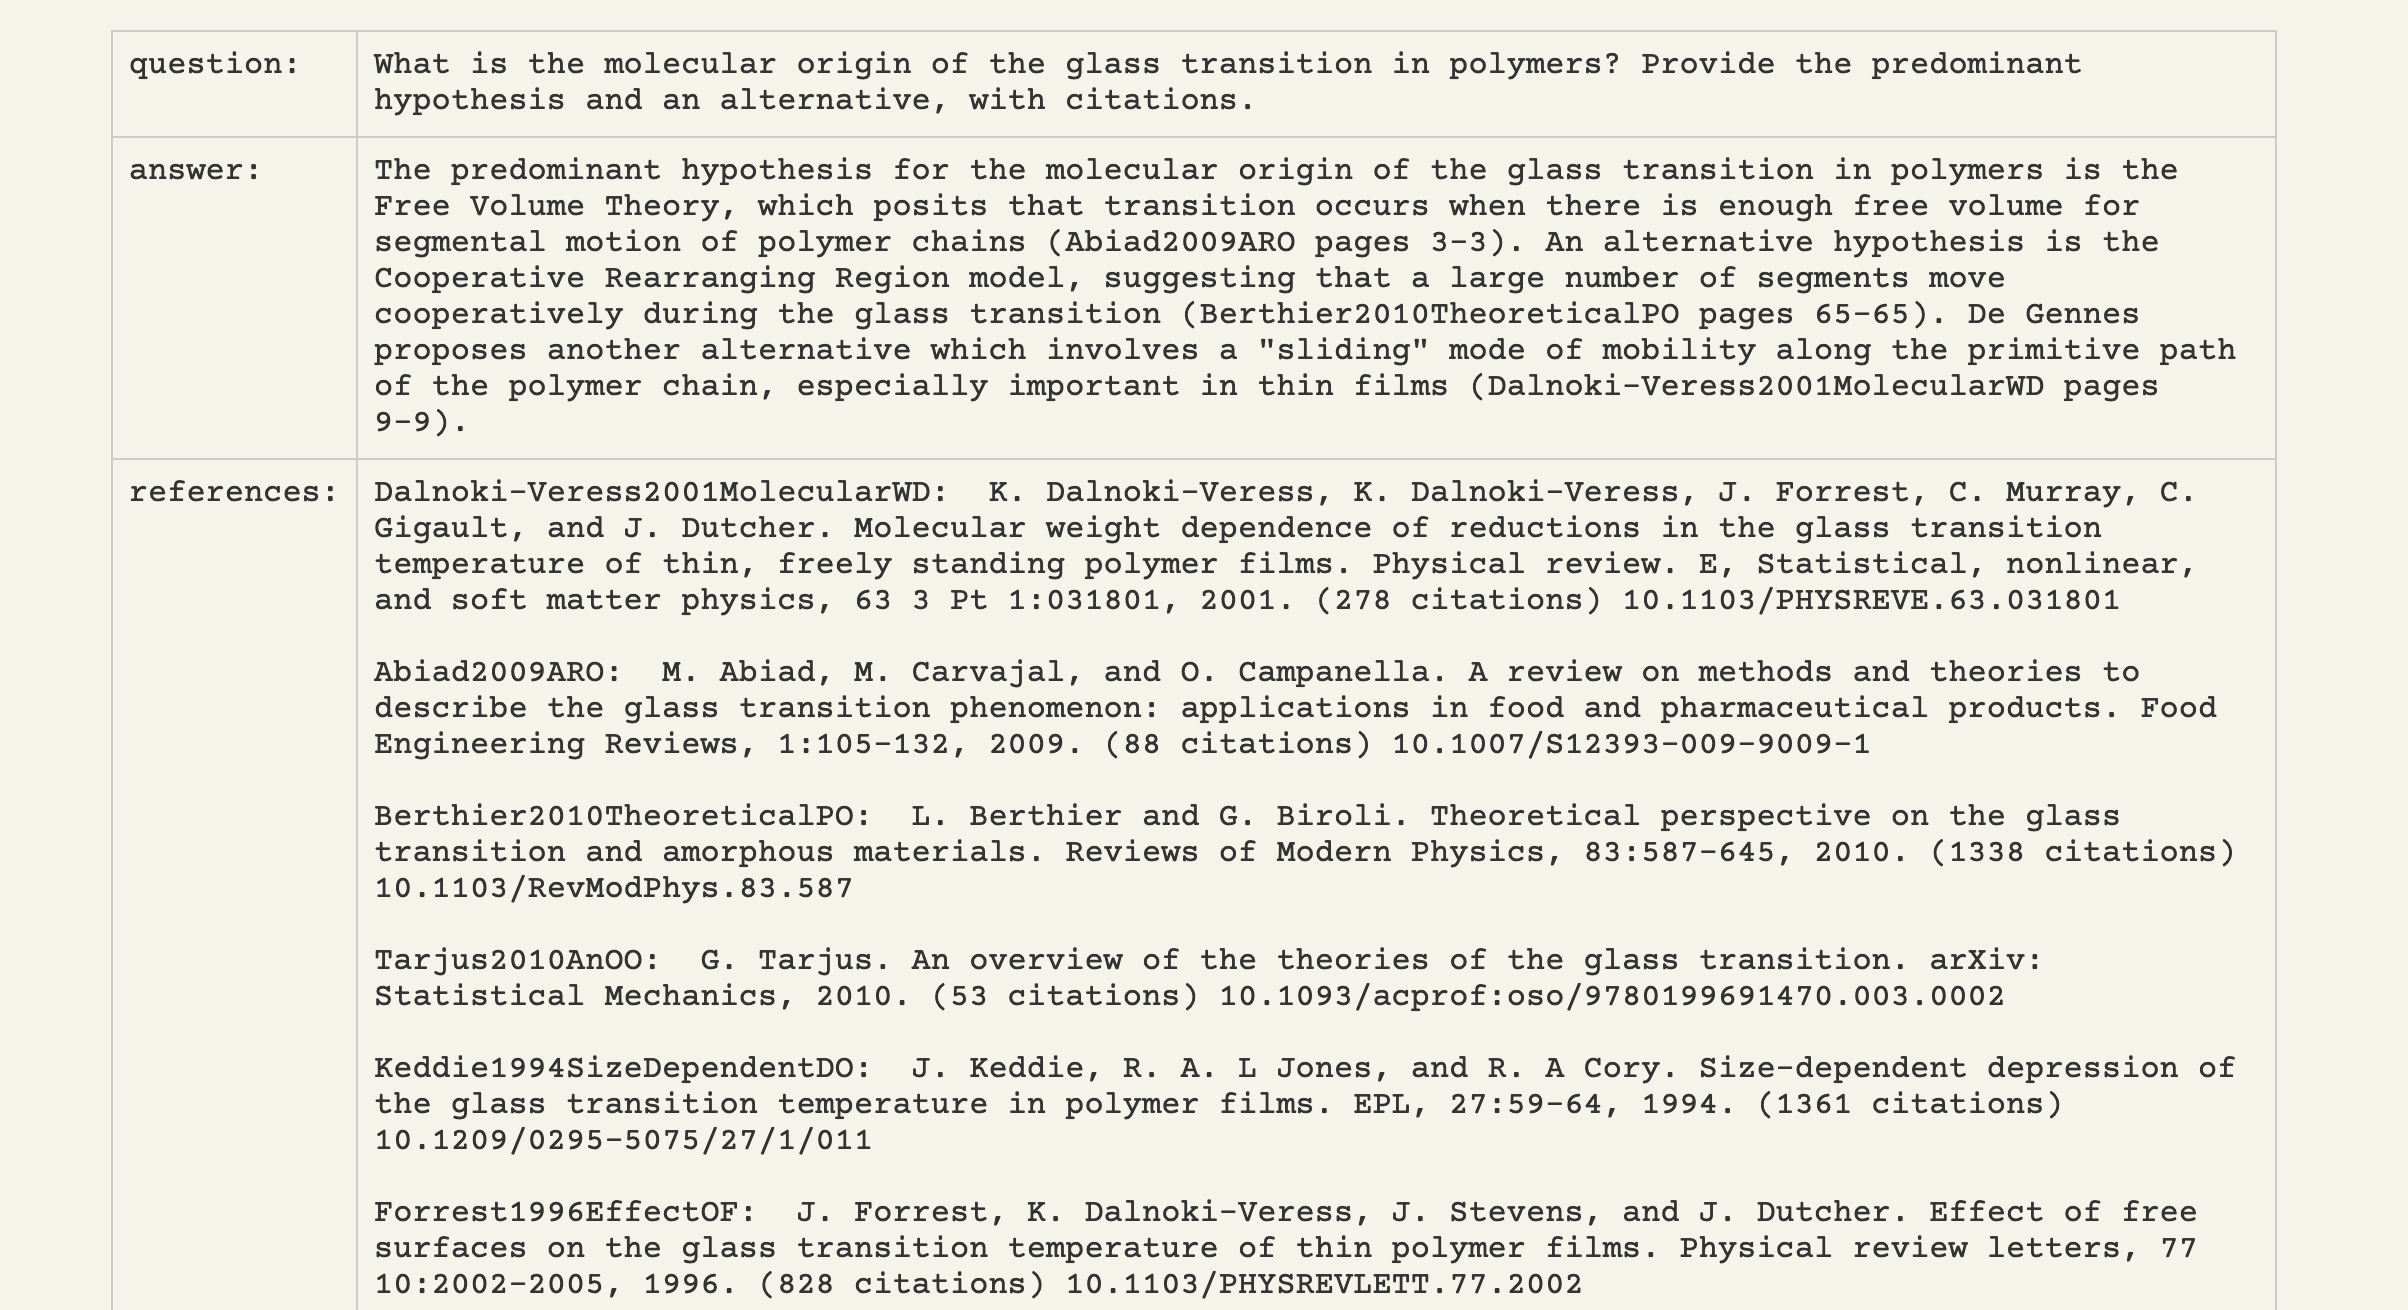 question:
What is the molecular origin of the glass transition in polymers? Provide the predominant
hypothesis and an alternative, with citations.
answer:
The predominant hypothesis for the molecular origin of the glass transition in polymers is the
Free Volume Theory, which posits that transition occurs when there is enough free volume for
segmental motion of polymer chains (Abiad2009ARO pages 3-3). An alternative hypothesis is the
Cooperative Rearranging Region model, suggesting that a large number of segments move
cooperatively during the glass transition (Berthier2010TheoreticalPO pages 65-65). De Gennes
proposes another alternative which involves a "sliding" mode of mobility along the primitive path
of the polymer chain, especially important in thin films (Dalnoki-Veress2001MolecularWD pages
9-9).
references:
Dalnoki-Veress2001MolecularWD:  K. Dalnoki-Veress, K. Dalnoki-Veress, J. Forrest, C. Murray, C.
Gigault, and J. Dutcher. Molecular weight dependence of reductions in the glass transition
temperature of thin, freely standing polymer films. Physical review. E, Statistical, nonlinear,
and soft matter physics, 63 3 Pt 1:031801, 2001. (278 citations) 10.1103/PHYSREVE.63.031801
Abiad2009ARO:  M. Abiad, M. Carvajal, and O. Campanella. A review on methods and theories to
describe the glass transition phenomenon: applications in food and pharmaceutical products. Food
Engineering Reviews, 1:105-132, 2009. (88 citations) 10.1007/S12393-009-9009-1
Berthier2010TheoreticalPO:  L. Berthier and G. Biroli. Theoretical perspective on the glass
transition and amorphous materials. Reviews of Modern Physics, 83:587-645, 2010. (1338 citations)
10.1103/RevModPhys.83.587
Tarjus2010AnOO:  G. Tarjus. An overview of the theories of the glass transition. arXiv:
Statistical Mechanics, 2010. (53 citations) 10.1093/acprof:oso/9780199691470.003.0002
Keddie1994SizeDependentDO:  J. Keddie, R. A. L Jones, and R. A Cory. Size-dependent depression of
the glass transition temperature in polymer films. EPL, 27:59-64, 1994. (1361 citations)
10.1209/0295-5075/27/1/011
Forrest1996EffectOF:  J. Forrest, K. Dalnoki-Veress, J. Stevens, and J. Dutcher. Effect of free
surfaces on the glass transition temperature of thin polymer films. Physical review letters, 77
10:2002-2005, 1996. (828 citations) 10.1103/PHYSREVLETT.77.2002